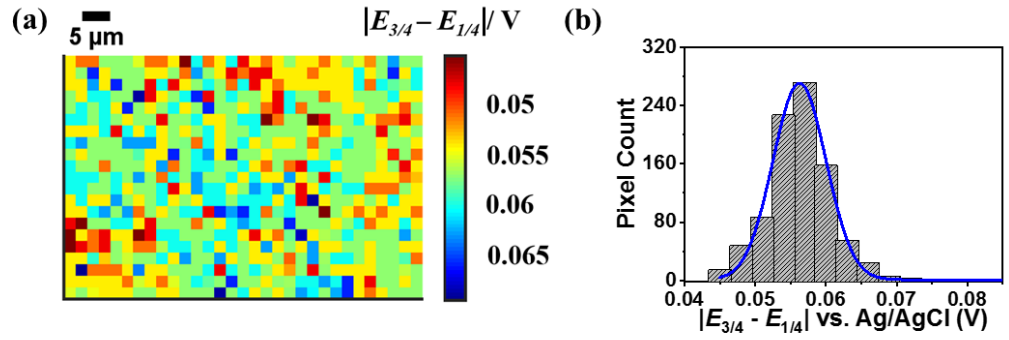 (a)
5 μm
|E3/4 – E1/4|/ V
0.05
0.055
0.06
0.065
(b)
Pixel Count
320
240
160
80
0
0.04 0.05 0.06 0.07 0.08
|E3/4 - E1/4| vs. Ag/AgCl (V)